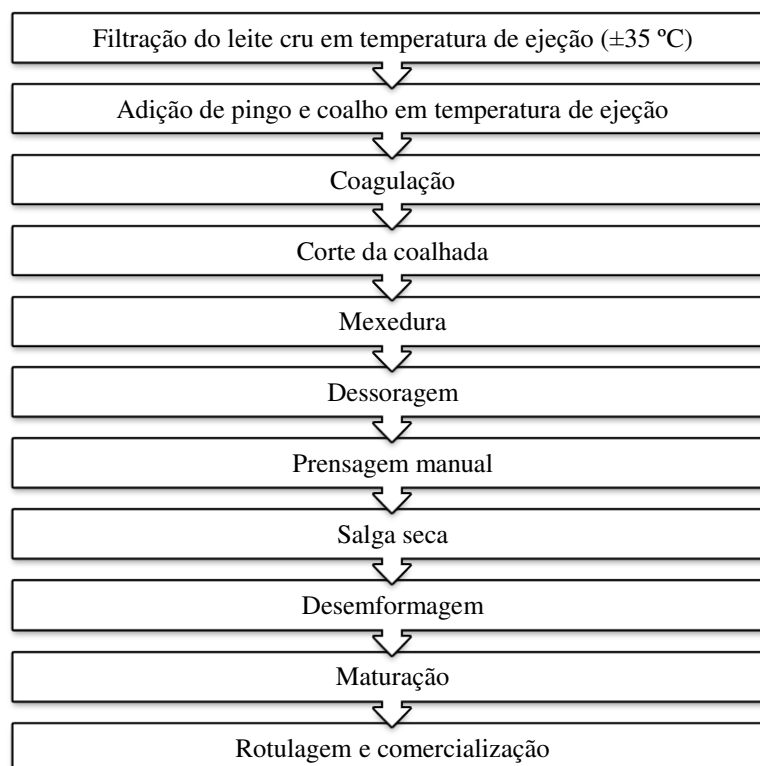 Filtração do leite cru em temperatura de ejeção (±35 ºC)
Adição de pingo e coalho em temperatura de ejeção
Coagulação
Corte da coalhada
Mexedura
Dessoragem
Prensagem manual
Salga seca
Desemformagem
Maturação
Rotulagem e comercialização